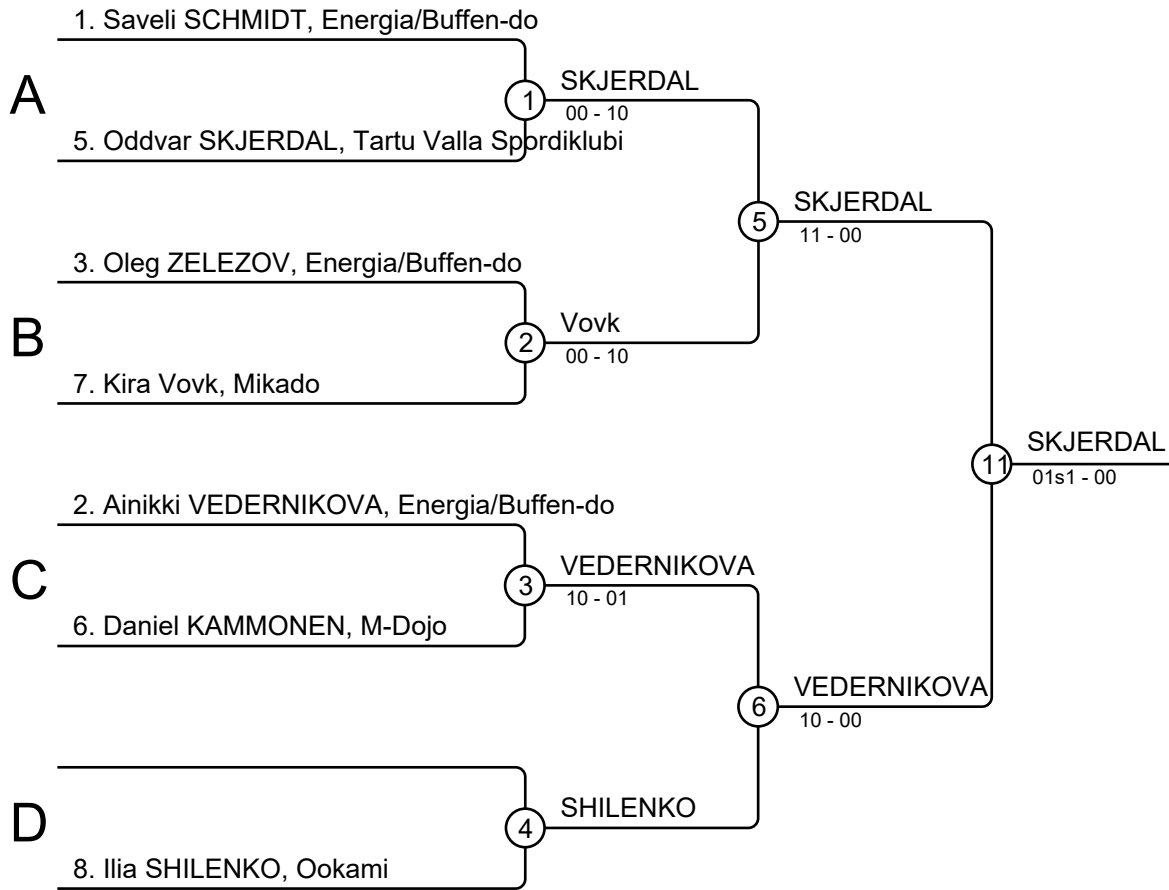 1. Saveli SCHMIDT, Energia/Buffen-do
A
1
SKJERDAL
00 - 10
5. Oddvar SKJERDAL, Tartu Valla Spordiklubi
5
SKJERDAL
11 - 00
3. Oleg ZELEZOV, Energia/Buffen-do
B
2
Vovk
00 - 10
7. Kira Vovk, Mikado
11
SKJERDAL
01s1 - 00
2. Ainikki VEDERNIKOVA, Energia/Buffen-do
C
3
VEDERNIKOVA
10 - 01
6. Daniel KAMMONEN, M-Dojo
6
VEDERNIKOVA
10 - 00
D
4
SHILENKO
8. Ilia SHILENKO, Ookami